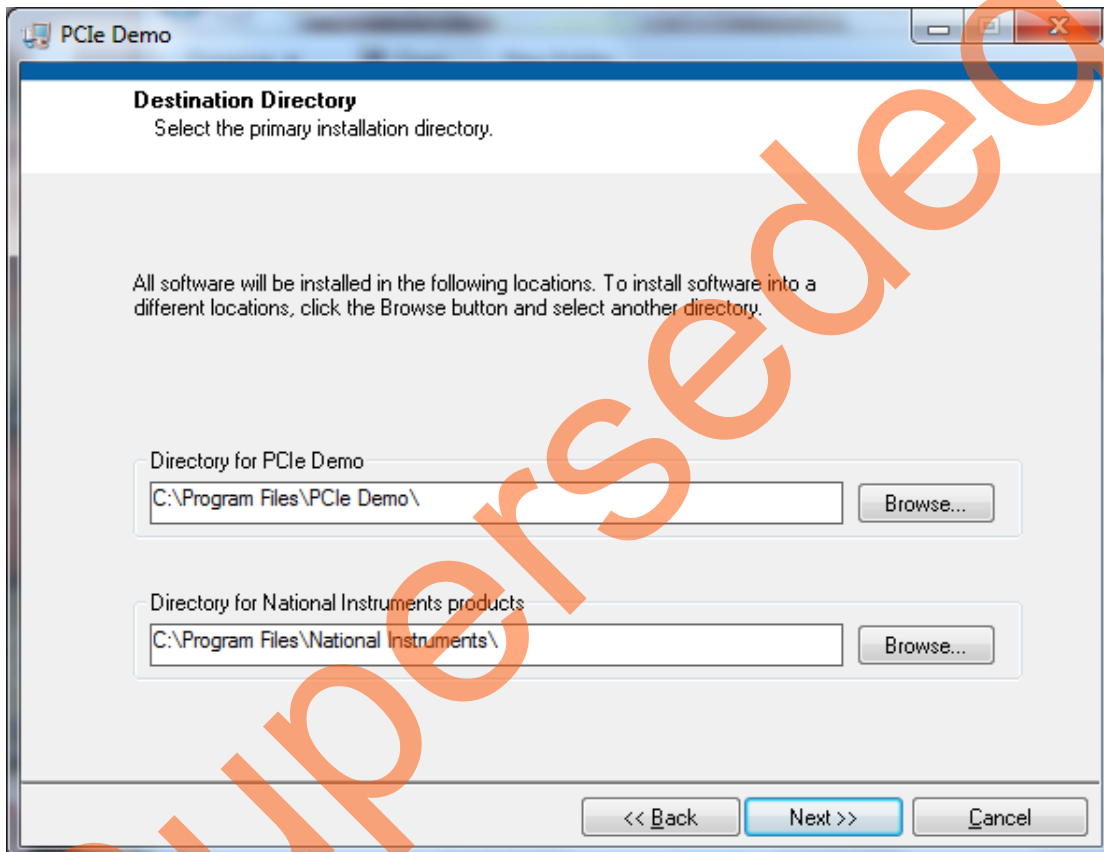 PCIe Demo
Destination Directory
Select the primary installation directory.
All software will be installed in the following locations. To install software into a
different locations, click the Browse button and select another directory.
Directory for PCIe Demo
C:\Program Files\PCIe Demo\
Browse...
Directory for National Instruments products
C:\Program Files\National Instruments\
Browse...
<< Back
Next >>
Cancel
Superseded